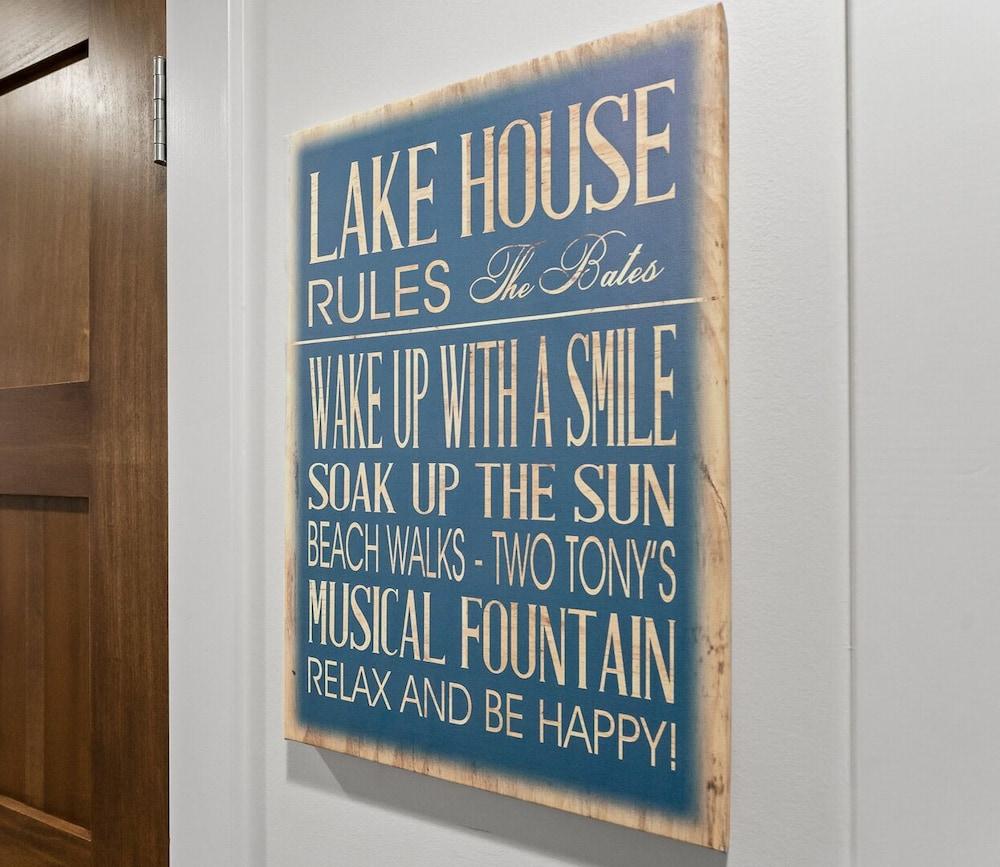 LAKE HOUSE
RULES The Bates
WAKE UP WITH A SMILE
SOAK UP THE SUN
BEACH WALKS - TWO TONY'S
MUSICAL FOUNTAIN
RELAX AND BE HAPPY!